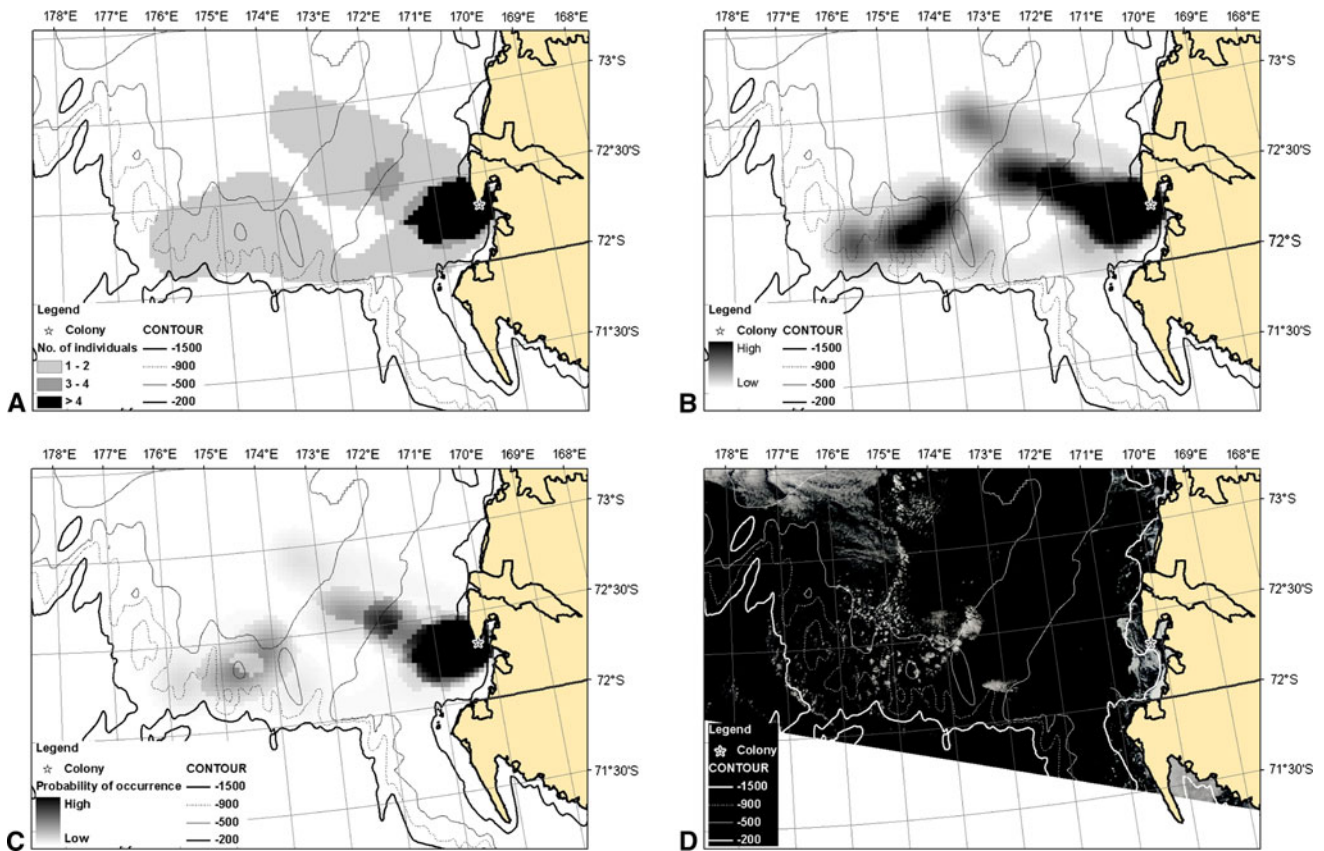 178°E 177°E 176°E 175°E 174°E 173°E 172°E 171°E 170°E 169°E 168°E
73°S
72°30'S
72°S
71°30'S
Legend
Colony CONTOUR
No. of individuals -1500
1 - 2 -900
3 - 4 -500
> 4 -200
A
178°E 177°E 176°E 175°E 174°E 173°E 172°E 171°E 170°E 169°E 168°E
73°S
72°30'S
72°S
71°30'S
Legend
Colony CONTOUR
High -1500
-900
-500
Low -200
B
178°E 177°E 176°E 175°E 174°E 173°E 172°E 171°E 170°E 169°E 168°E
73°S
72°30'S
72°S
71°30'S
Legend
Colony CONTOUR
Probability of occurrence -1500
High -900
-500
Low -200
C
178°E 177°E 176°E 175°E 174°E 173°E 172°E 171°E 170°E 169°E 168°E
73°S
72°30'S
72°S
71°30'S
Legend
Colony
CONTOUR
-1500
-900
-500
-200
D